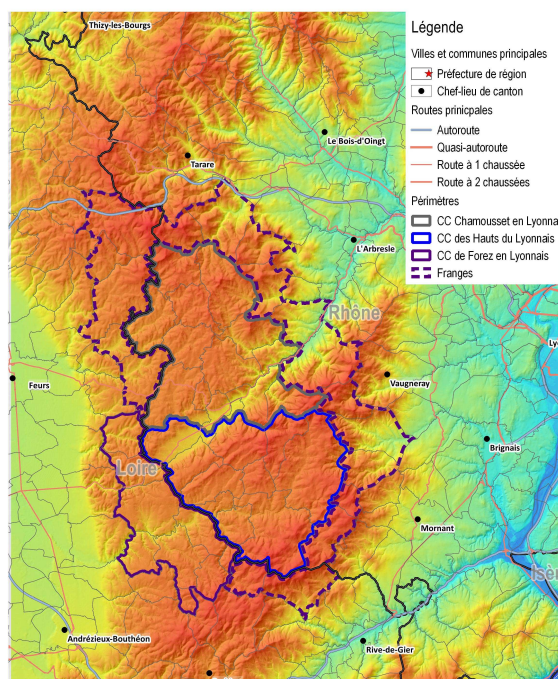 Thizy-les-Bourgs
Légende
Villes et communes principales
Préfecture de région
Chef-lieu de canton
Routes prinicpales
Autoroute
Quasi-autoroute
Route à 1 chaussée
Route à 2 chaussées
Périmètres
CC Chamousset en Lyonna
CC des Hauts du Lyonnais
CC de Forez en Lyonnais
Franges
Le Bois-d'Oingt
Tarare
L'Arbresle
Rhône
Ly
Feurs
Vaugneray
Brignais
Loire
Mornant
Isèr
Andrézieux-Bouthéon
Rive-de-Gier